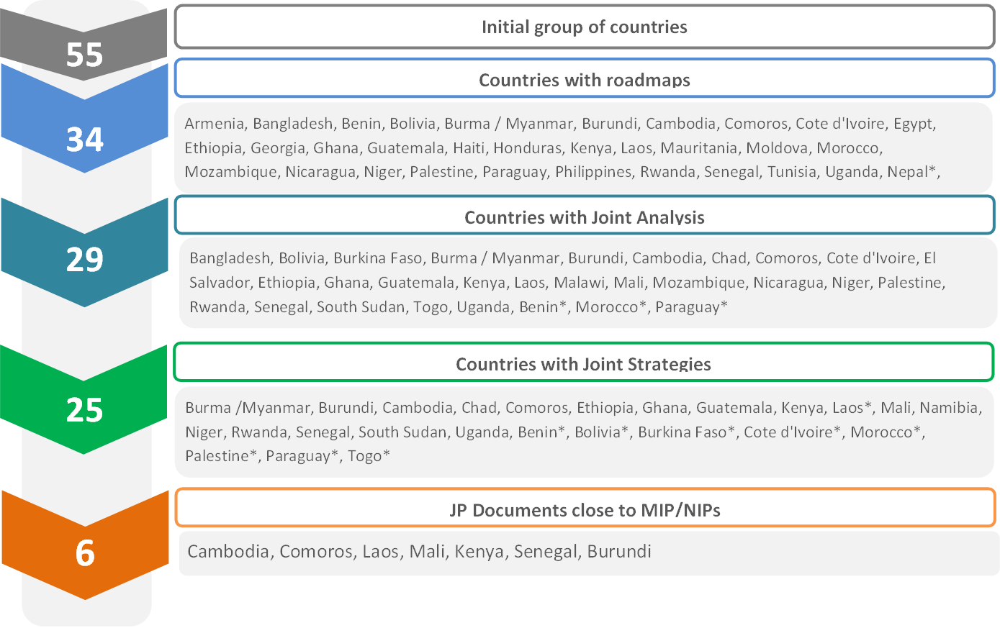 55
Initial group of countries
34
Countries with roadmaps
Armenia, Bangladesh, Benin, Bolivia, Burma / Myanmar, Burundi, Cambodia, Comoros, Cote d'Ivoire, Egypt,
Ethiopia, Georgia, Ghana, Guatemala, Haiti, Honduras, Kenya, Laos, Mauritania, Moldova, Morocco,
Mozambique, Nicaragua, Niger, Palestine, Paraguay, Philippines, Rwanda, Senegal, Tunisia, Uganda, Nepal*,
29
Countries with Joint Analysis
Bangladesh, Bolivia, Burkina Faso, Burma / Myanmar, Burundi, Cambodia, Chad, Comoros, Cote d'Ivoire, El
Salvador, Ethiopia, Ghana, Guatemala, Kenya, Laos, Malawi, Mali, Mozambique, Nicaragua, Niger, Palestine,
Rwanda, Senegal, South Sudan, Togo, Uganda, Benin*, Morocco*, Paraguay*
25
Countries with Joint Strategies
Burma /Myanmar, Burundi, Cambodia, Chad, Comoros, Ethiopia, Ghana, Guatemala, Kenya, Laos*, Mali, Namibia,
Niger, Rwanda, Senegal, South Sudan, Uganda, Benin*, Bolivia*, Burkina Faso*, Cote d'Ivoire*, Morocco*,
Palestine*, Paraguay*, Togo*
6
JP Documents close to MIP/NIPs
Cambodia, Comoros, Laos, Mali, Kenya, Senegal, Burundi